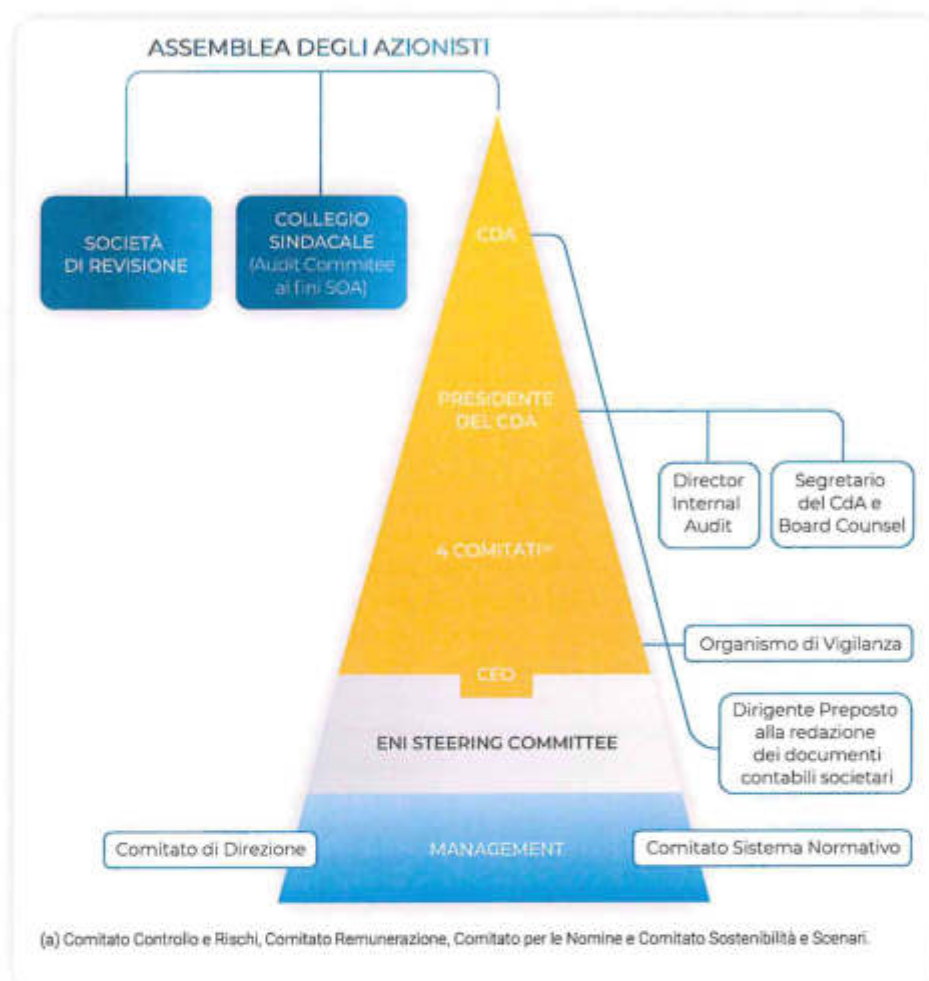 ASSEMBLEA DEGLI AZIONISTI
SOCIETÀ
DI REVISIONE
COLLEGIO
SINDACALE
(Audit Commitee
ai fini SOA)
CDA
PRESIDENTE
DEL CDA
Director
Internal
Audit
Segretario
del CdA e
Board Counsel
4 COMITATI(a)
Organismo di Vigilanza
CEO
ENI STEERING COMMITTEE
Dirigente Preposto
alla redazione
dei documenti
contabili societari
Comitato di Direzione
MANAGEMENT
Comitato Sistema Normativo
(a) Comitato Controllo e Rischi, Comitato Remunerazione, Comitato per le Nomine e Comitato Sostenibilità e Scenari.